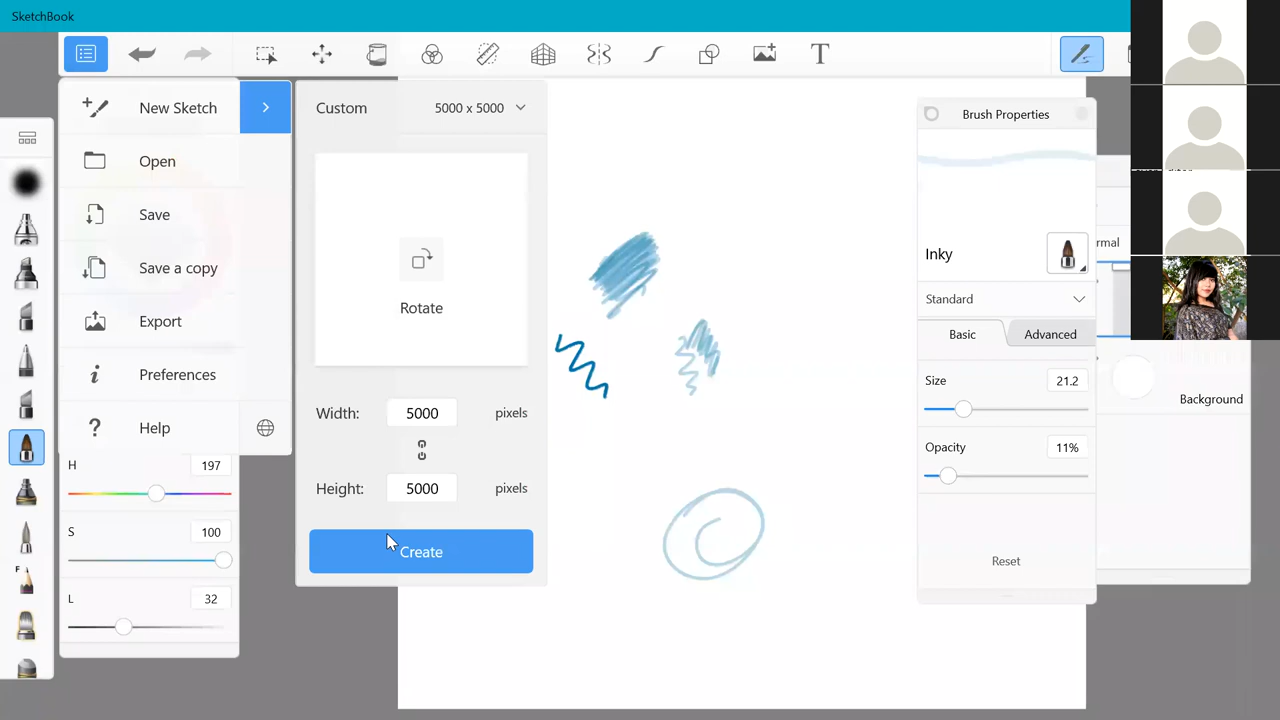 SketchBook
T
New Sketch
Open
Save
Save a copy
Export
Preferences
Help
H 197
S 100
L 32
F
Custom 5000 x 5000
Rotate
Width: 5000 pixels
Height: 5000 pixels
Create
Brush Properties
Inky
Standard
Basic Advanced
Size 21.2
Opacity 11%
Reset
rmal
Background